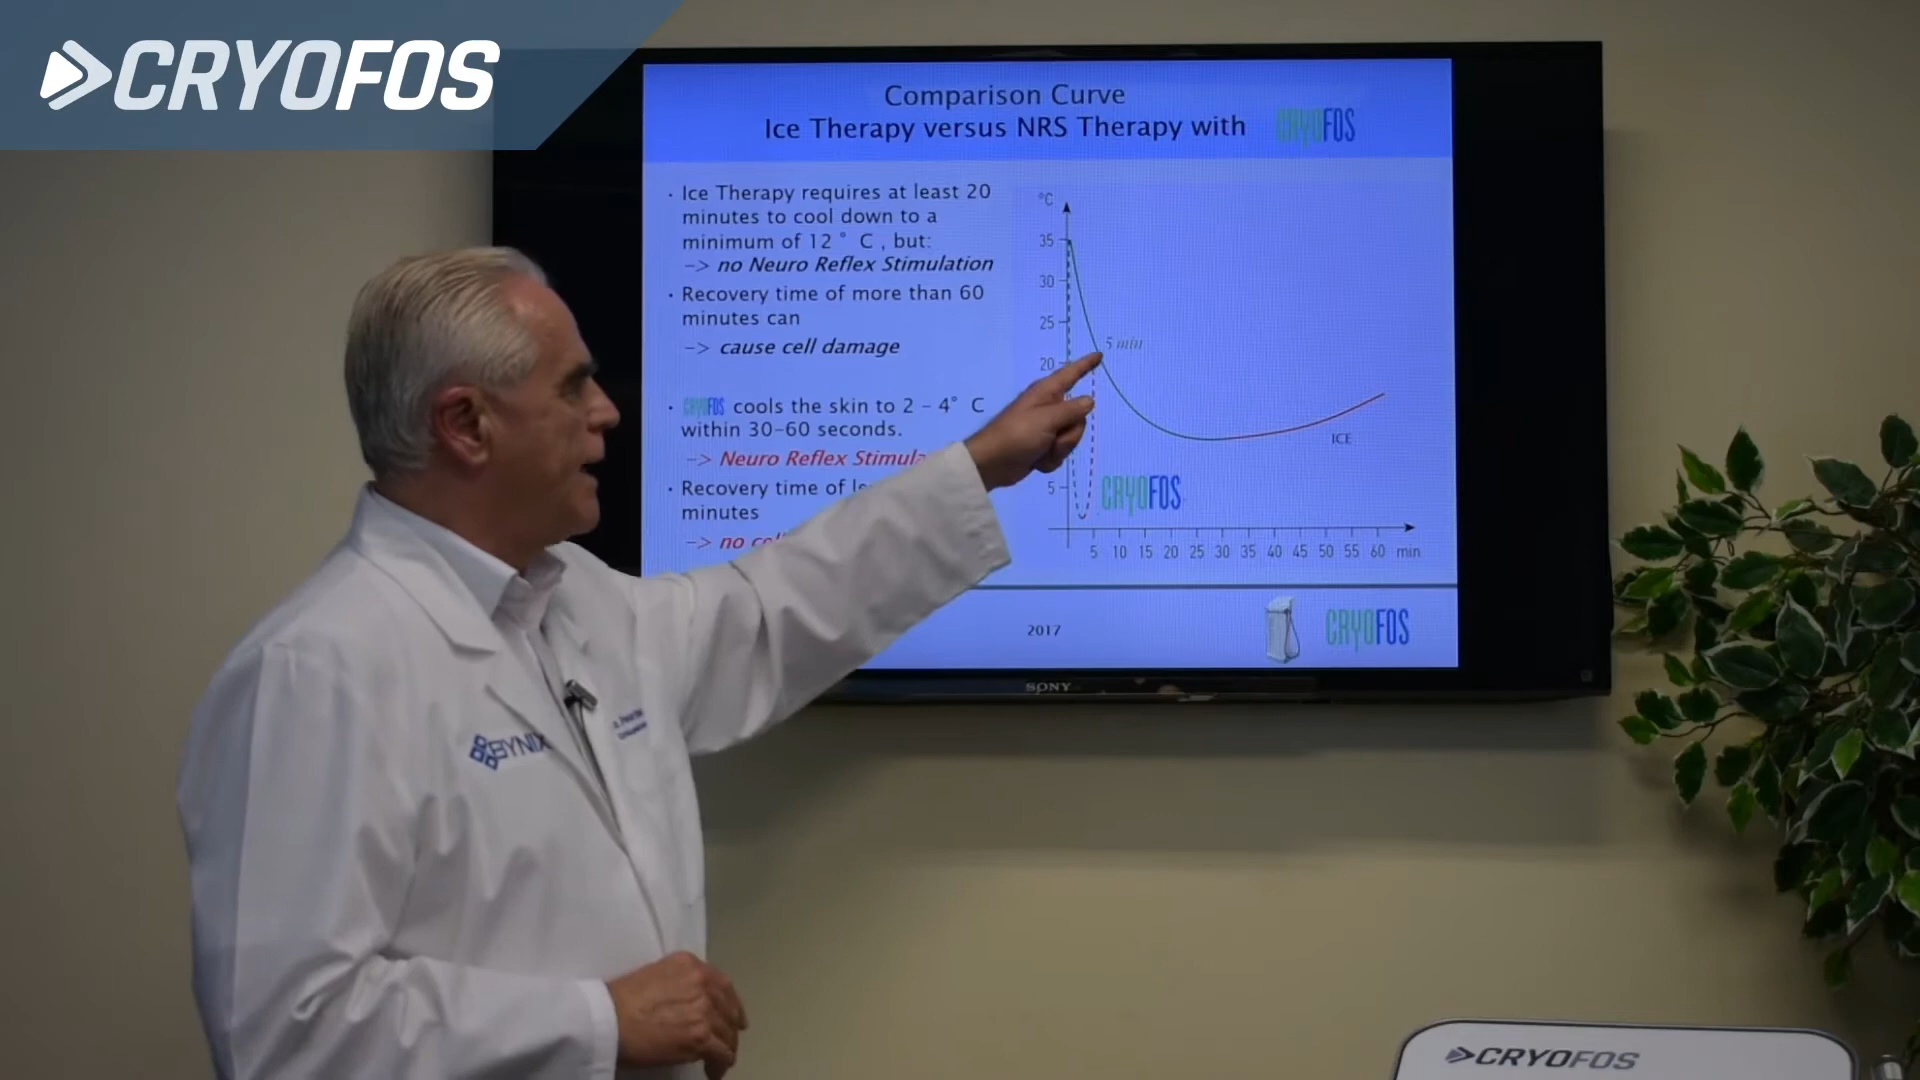 CRYOFOS
Comparison Curve
Ice Therapy versus NRS Therapy with CRYOFOS
· Ice Therapy requires at least 20
minutes to cool down to a
minimum of 12 ° C , but:
–> no Neuro Reflex Stimulation
· Recovery time of more than 60
minutes can
–> cause cell damage
· CRYOFOS cools the skin to 2 – 4° C
within 30–60 seconds.
–> Neuro Reflex
· Recovery time of
minutes
–> no
°C
35
30
25
20
5
5 min
ICE
CRYOFOS
5 10 15 20 25 30 35 40 45 50 55 60 min
2017
CRYOFOS
SONY
BYNIX
CRYOFOS